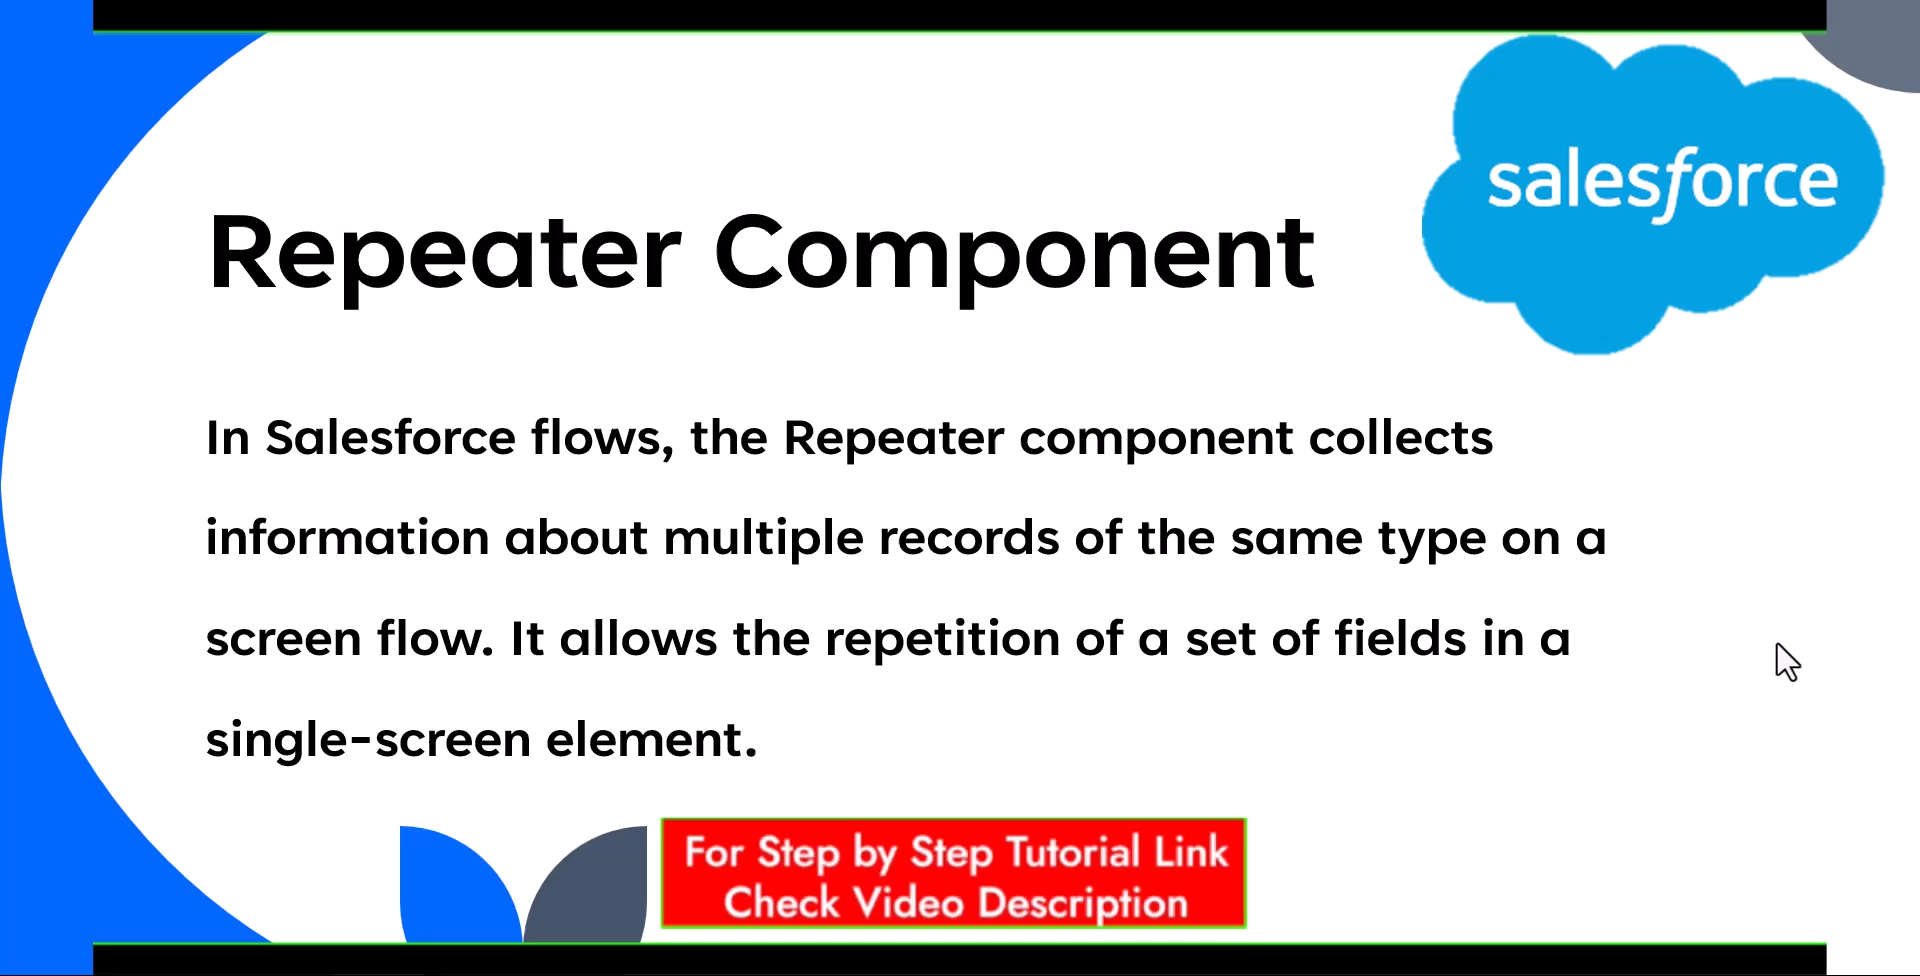 salesforce
Repeater Component
In Salesforce flows, the Repeater component collects
information about multiple records of the same type on a
screen flow. It allows the repetition of a set of fields in a
single-screen element.
For Step by Step Tutorial Link
Check Video Description